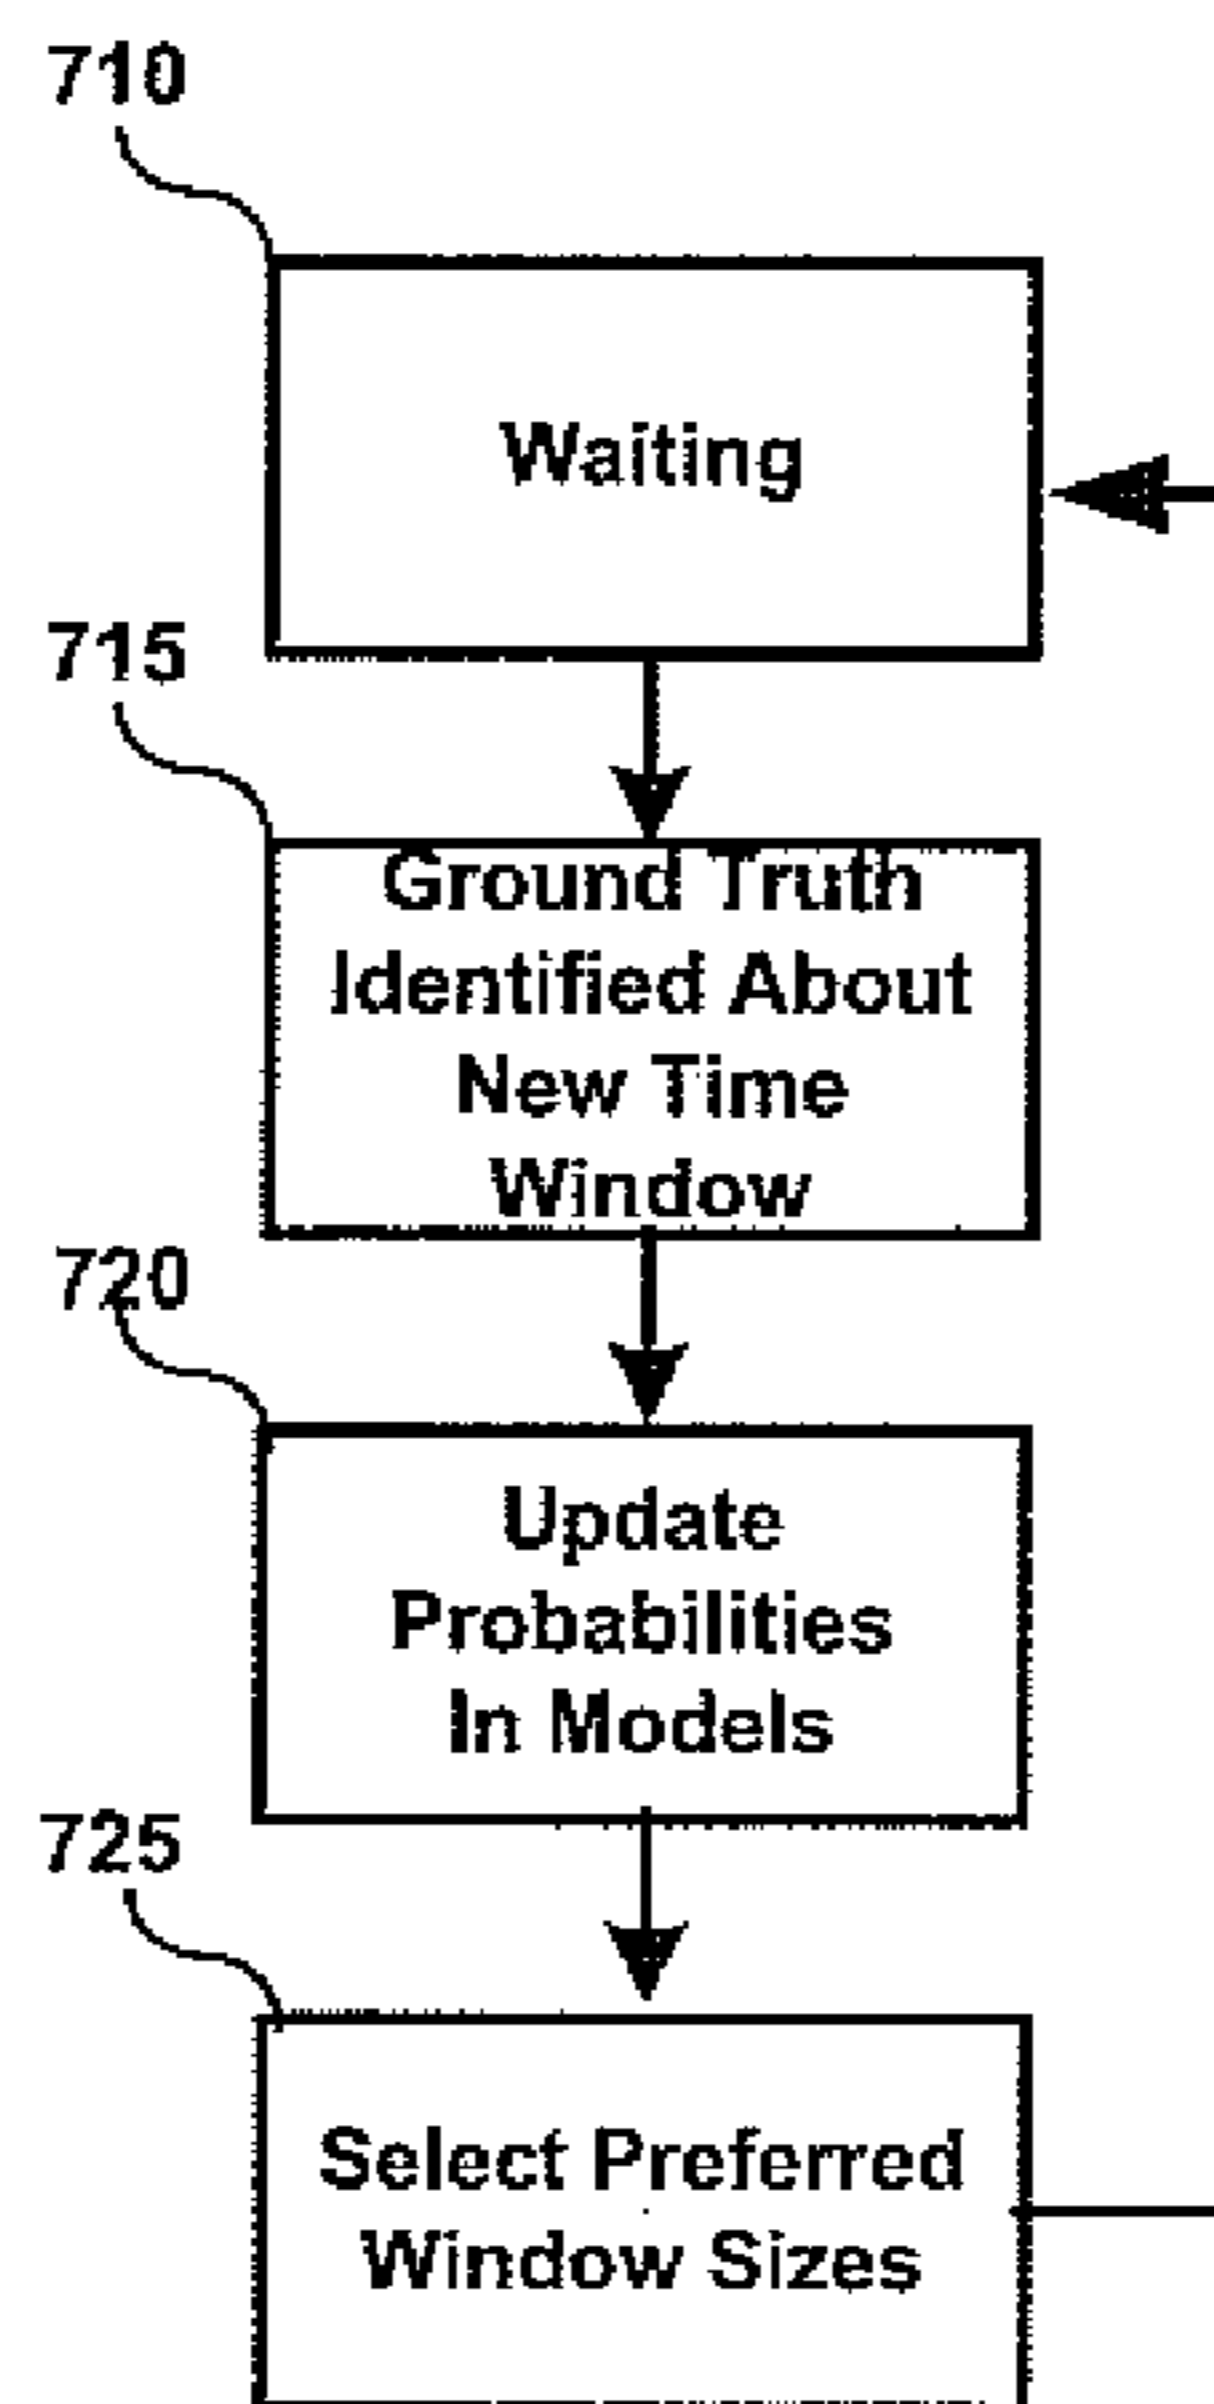 710
Waiting
715
Ground Truth
Identified About
New Time
Window
720
Update
Probabilities
In Models
725
Select Preferred
Window Sizes